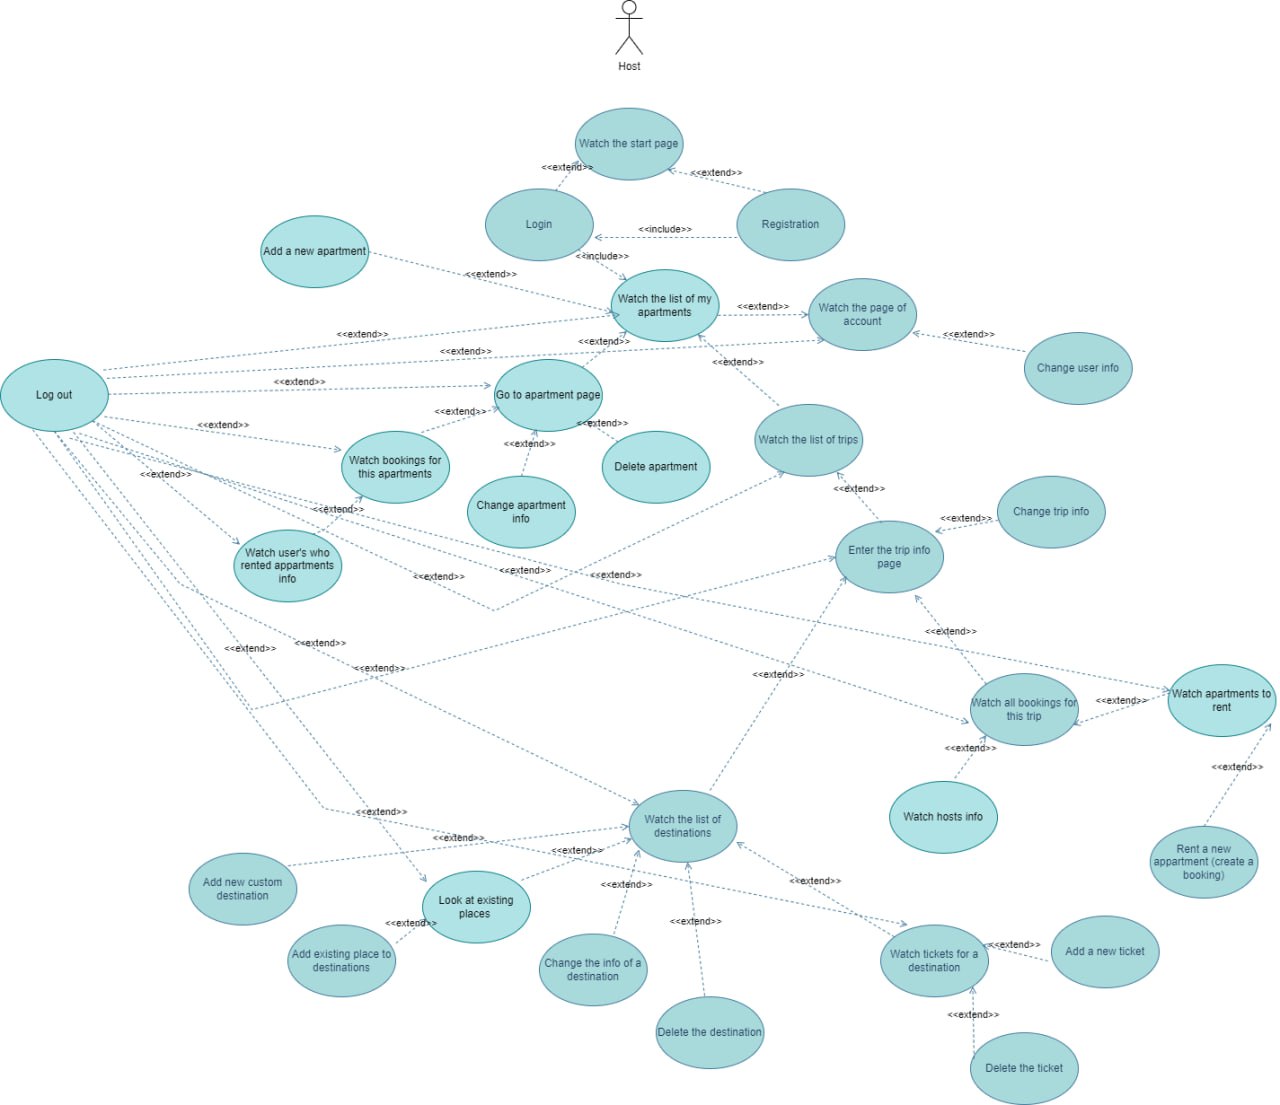 Host
Watch the start page
<<extend>>
<<extend>>
Login
Registration
<<include>>
Add a new apartment
<<include>>
<<extend>>
Watch the list of my
apartments
Watch the page of
account
<<extend>>
<<extend>>
<<extend>>
<<extend>>
<<extend>>
<<extend>>
Change user info
<<extend>>
Log out
Go to apartment page
<<extend>>
<<extend>>
<<extend>>
<<extend>>
Watch the list of trips
<<extend>>
Watch bookings for
this apartments
Delete apartment
<<extend>>
<<extend>>
Change apartment
info
<<extend>>
Change trip info
<<extend>>
Watch user's who
rented appartments
info
Enter the trip info
page
<<extend>>
<<extend>>
<<extend>>
<<extend>>
<<extend>>
<<extend>>
<<extend>>
<<extend>>
Watch apartments to
rent
Watch all bookings for
this trip
<<extend>>
<<extend>>
<<extend>>
Watch the list of
destinations
Watch hosts info
<<extend>>
<<extend>>
<<extend>>
Rent a new
appartment (create a
booking)
Add new custom
destination
<<extend>>
<<extend>>
Look at existing
places
<<extend>>
<<extend>>
<<extend>>
Add existing place to
destinations
Change the info of a
destination
Watch tickets for a
destination
Add a new ticket
<<extend>>
Delete the destination
Delete the ticket